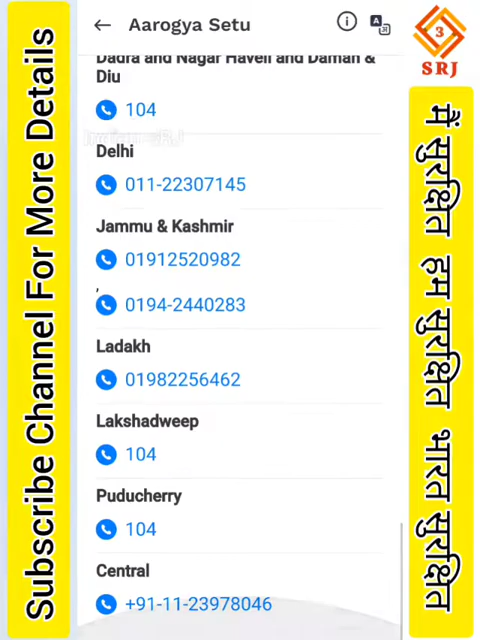 Subscribe Channel For More Details
Aarogya Setu
Dadra and Nagar Haveli and Daman &
Diu
104
Delhi
011-22307145
Jammu & Kashmir
01912520982
,
0194-2440283
Ladakh
01982256462
Lakshadweep
104
Puducherry
104
Central
+91-11-23978046
3
SRJ
मैं सुरक्षित हम सुरक्षित भारत सुरक्षित